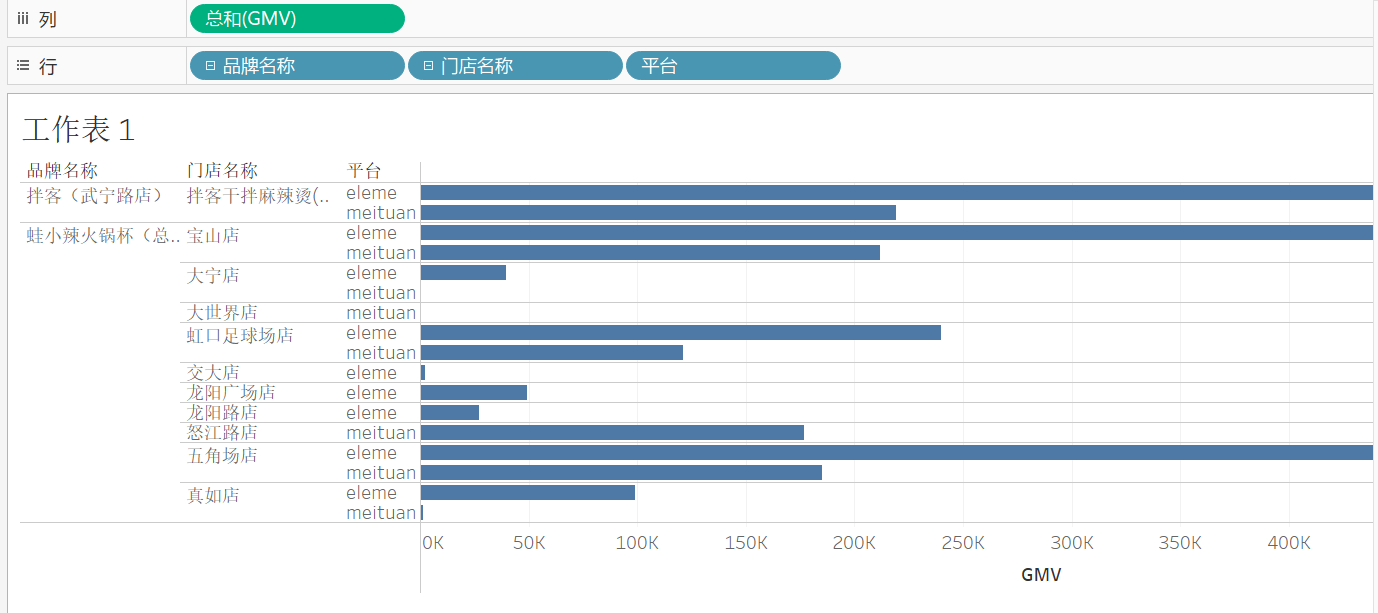 列 总和(GMV)
行 品牌名称 门店名称 平台
工作表 1
品牌名称 门店名称 平台
拌客（武宁路店） 拌客干拌麻辣烫(.. eleme
meituan
蛙小辣火锅杯（总.. 宝山店 eleme
meituan
大宁店 eleme
meituan
大世界店 meituan
虹口足球场店 eleme
meituan
交大店 eleme
龙阳广场店 eleme
龙阳路店 eleme
怒江路店 meituan
五角场店 eleme
meituan
真如店 eleme
meituan
0K 50K 100K 150K 200K 250K 300K 350K 400K
GMV